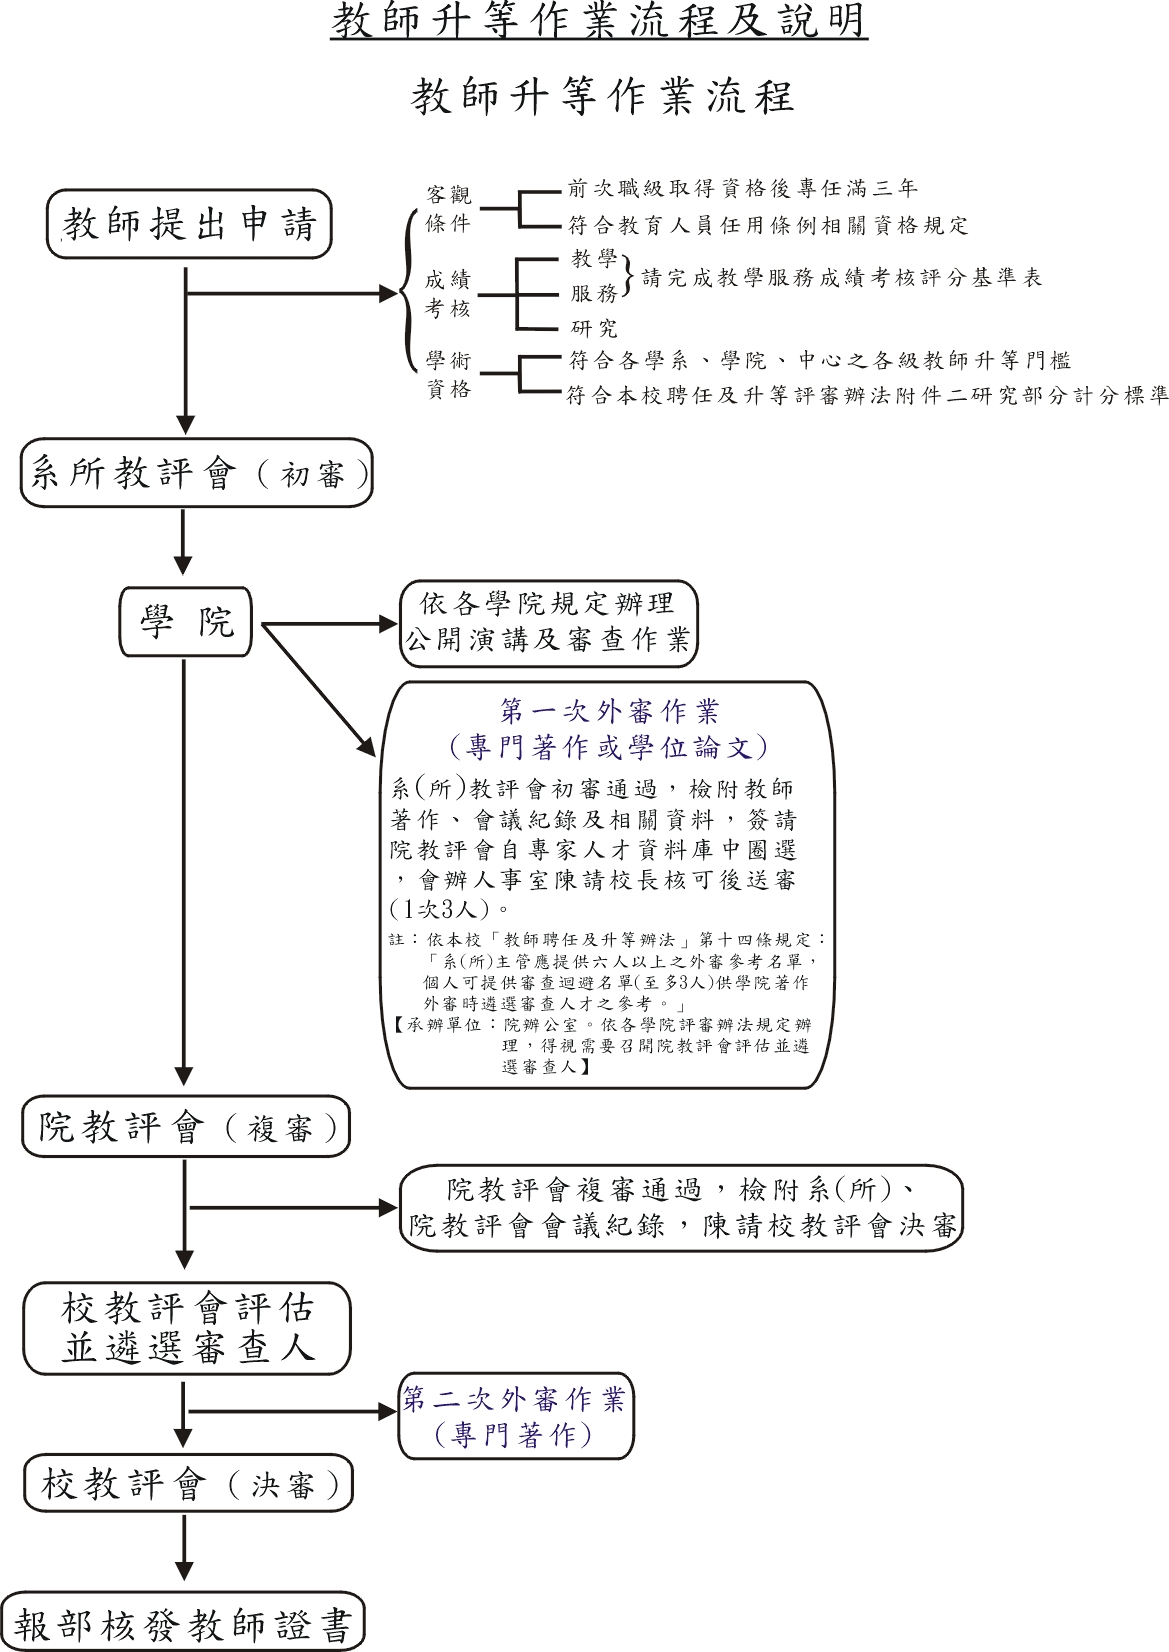 教師升等作業流程及說明
教師升等作業流程
教師提出申請
客觀
條件
前次職級取得資格後專任滿三年
符合教育人員任用條例相關資格規定
成績
考核
教學
服務
研究
請完成教學服務成績考核評分基準表
學術
資格
符合各學系、學院、中心之各級教師升等門檻
符合本校聘任及升等評審辦法附件二研究部分計分標準
系所教評會（初審）
學院
依各學院規定辦理
公開演講及審查作業
第一次外審作業
(專門著作或學位論文)
系(所)教評會初審通過，檢附教師
著作、會議紀錄及相關資料，簽請
院教評會自專家人才資料庫中圈選
，會辦人事室陳請校長核可後送審
(1次3人)。
註：依本校「教師聘任及升等辦法」第十四條規定：
「系(所)主管應提供六人以上之外審參考名單，
個人可提供審查迴避名單(至多3人)供學院著作
外審時遴選審查人才之參考。」
【承辦單位：院辦公室。依各學院評審辦法規定辦
理，得視需要召開院教評會評估並遴
選審查人】
院教評會（複審）
院教評會複審通過，檢附系(所)、
院教評會會議紀錄，陳請校教評會決審
校教評會評估
並遴選審查人
第二次外審作業
(專門著作)
校教評會（決審）
報部核發教師證書